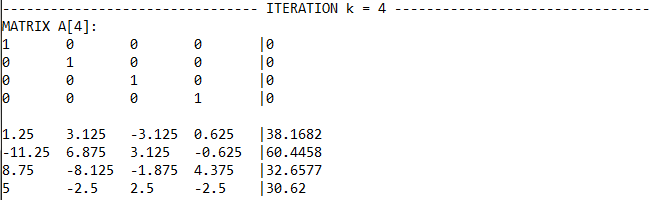 -------------------------------- ITERATION k = 4 --------------------------------
MATRIX A[4]:
1 0 0 0 |0
0 1 0 0 |0
0 0 1 0 |0
0 0 0 1 |0
1.25 3.125 -3.125 0.625 |38.1682
-11.25 6.875 3.125 -0.625 |60.4458
8.75 -8.125 -1.875 4.375 |32.6577
5 -2.5 2.5 -2.5 |30.62